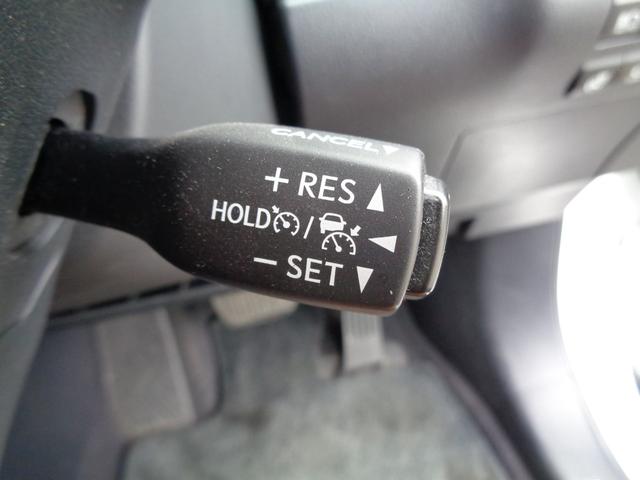 CANCEL
+ RES
HOLD /
- SET